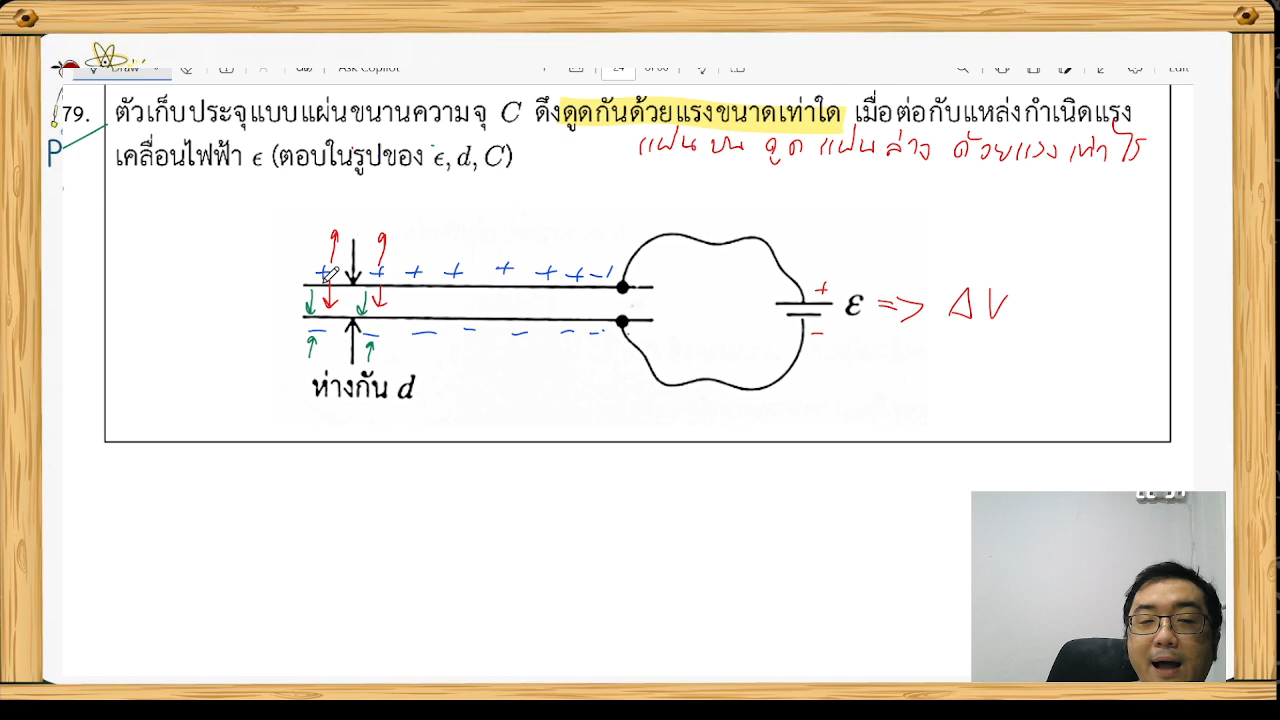 Ask Copilot
24
Edit
79. ตัวเก็บประจุแบบแผ่นขนานความจุ C ดึงดูดกันด้วยแรงขนาดเท่าใด เมื่อต่อกับแหล่งกำเนิดแรง
เคลื่อนไฟฟ้า ϵ (ตอบในรูปของ ϵ, d, C)
P
แผ่นบน ดูด แผ่นล่าง ด้วยแรงเท่าไร
+ + + + + + +
+
ε => ΔV
-
- - - - - - -
ห่างกัน d